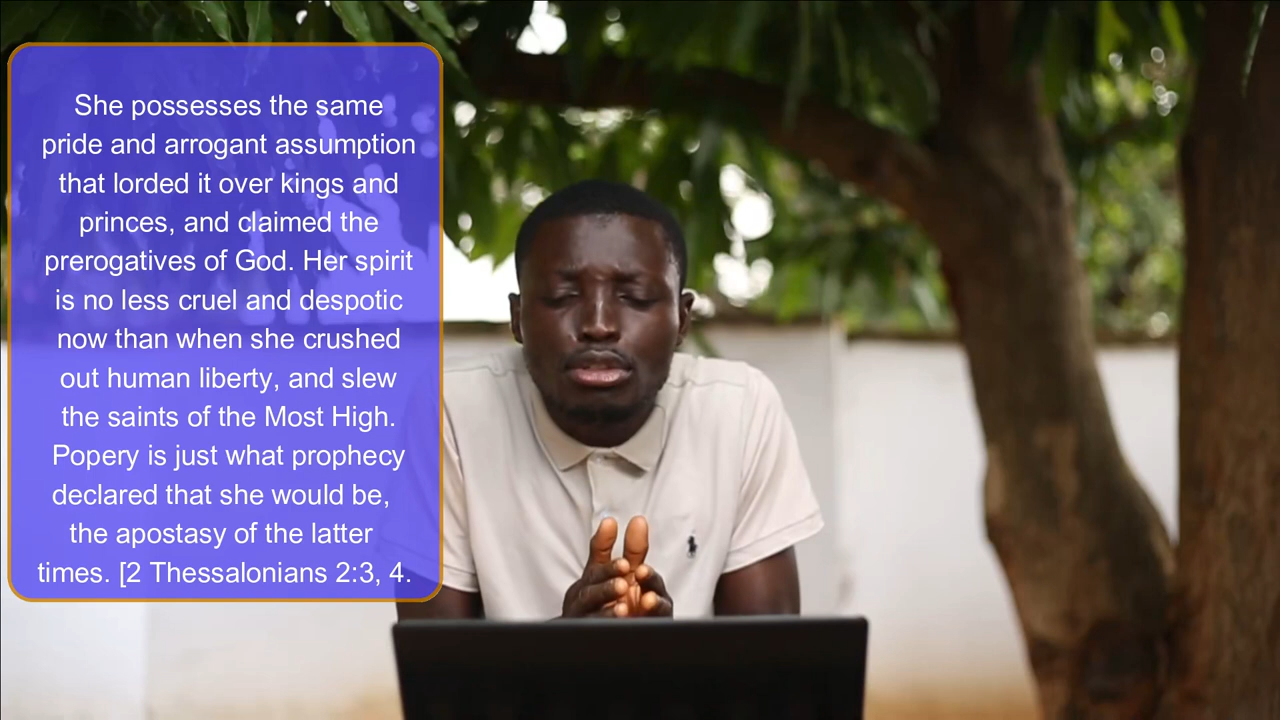 She possesses the same
pride and arrogant assumption
that lorded it over kings and
princes, and claimed the
prerogatives of God. Her spirit
is no less cruel and despotic
now than when she crushed
out human liberty, and slew
the saints of the Most High.
Popery is just what prophecy
declared that she would be,
the apostasy of the latter
times. [2 Thessalonians 2:3, 4.